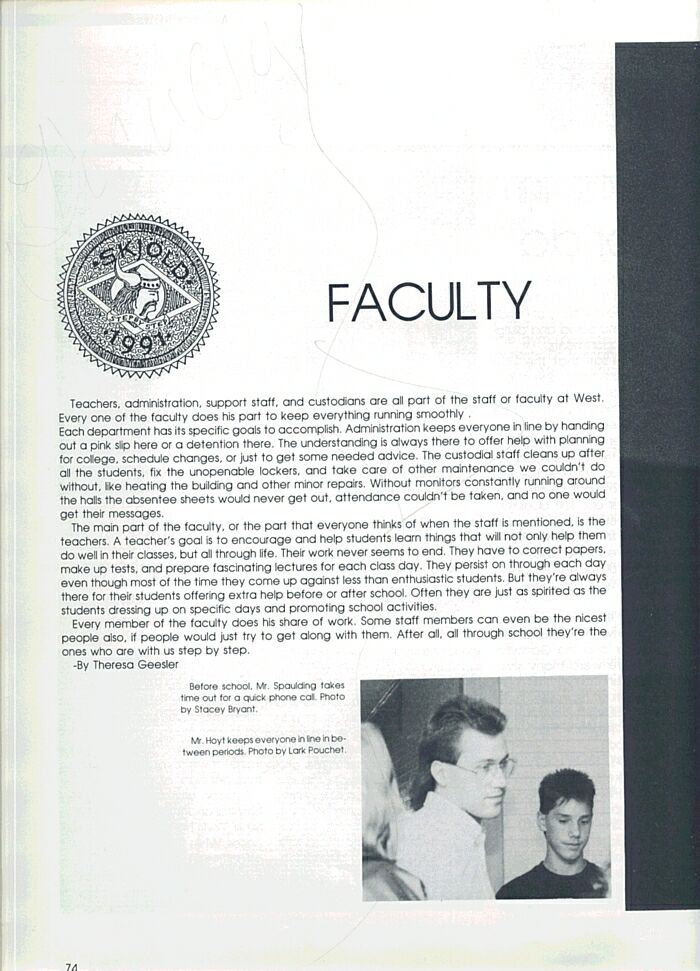 SKJOLD
STEP BY STEP
1991
FACULTY
Teachers, administration, support staff, and custodians are all part of the staff or faculty at West.
Every one of the faculty does his part to keep everything running smoothly .
Each department has its specific goals to accomplish. Administration keeps everyone in line by handing
out a pink slip here or a detention there. The understanding is always there to offer help with planning
for college, schedule changes, or just to get some needed advice. The custodial staff cleans up after
all the students, fix the unopenable lockers, and take care of other maintenance we couldn't do
without, like heating the building and other minor repairs. Without monitors constantly running around
the halls the absentee sheets would never get out, attendance couldn't be taken, and no one would
get their messages.
The main part of the faculty, or the part that everyone thinks of when the staff is mentioned, is the
teachers. A teacher's goal is to encourage and help students learn things that will not only help them
do well in their classes, but all through life. Their work never seems to end. They have to correct papers,
make up tests, and prepare fascinating lectures for each class day. They persist on through each day
even though most of the time they come up against less than enthusiastic students. But they're always
there for their students offering extra help before or after school. Often they are just as spirited as the
students dressing up on specific days and promoting school activities.
Every member of the faculty does his share of work. Some staff members can even be the nicest
people also, if people would just try to get along with them. After all, all through school they're the
ones who are with us step by step.
-By Theresa Geesler
Before school, Mr. Spaulding takes
time out for a quick phone call. Photo
by Stacey Bryant.
Mr. Hoyt keeps everyone in line in be-
tween periods. Photo by Lark Pouchet.
74